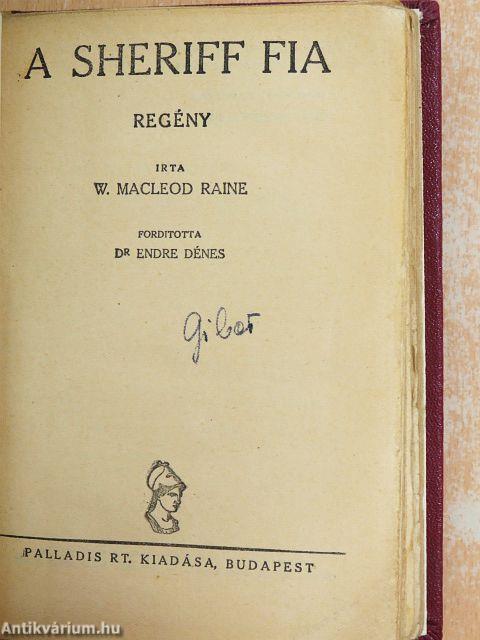 A SHERIFF FIA
REGÉNY
IRTA
W. MACLEOD RAINE
FORDITOTTA
DR ENDRE DÉNES
PALLADIS RT. KIADÁSA, BUDAPEST
Antikvárium.hu